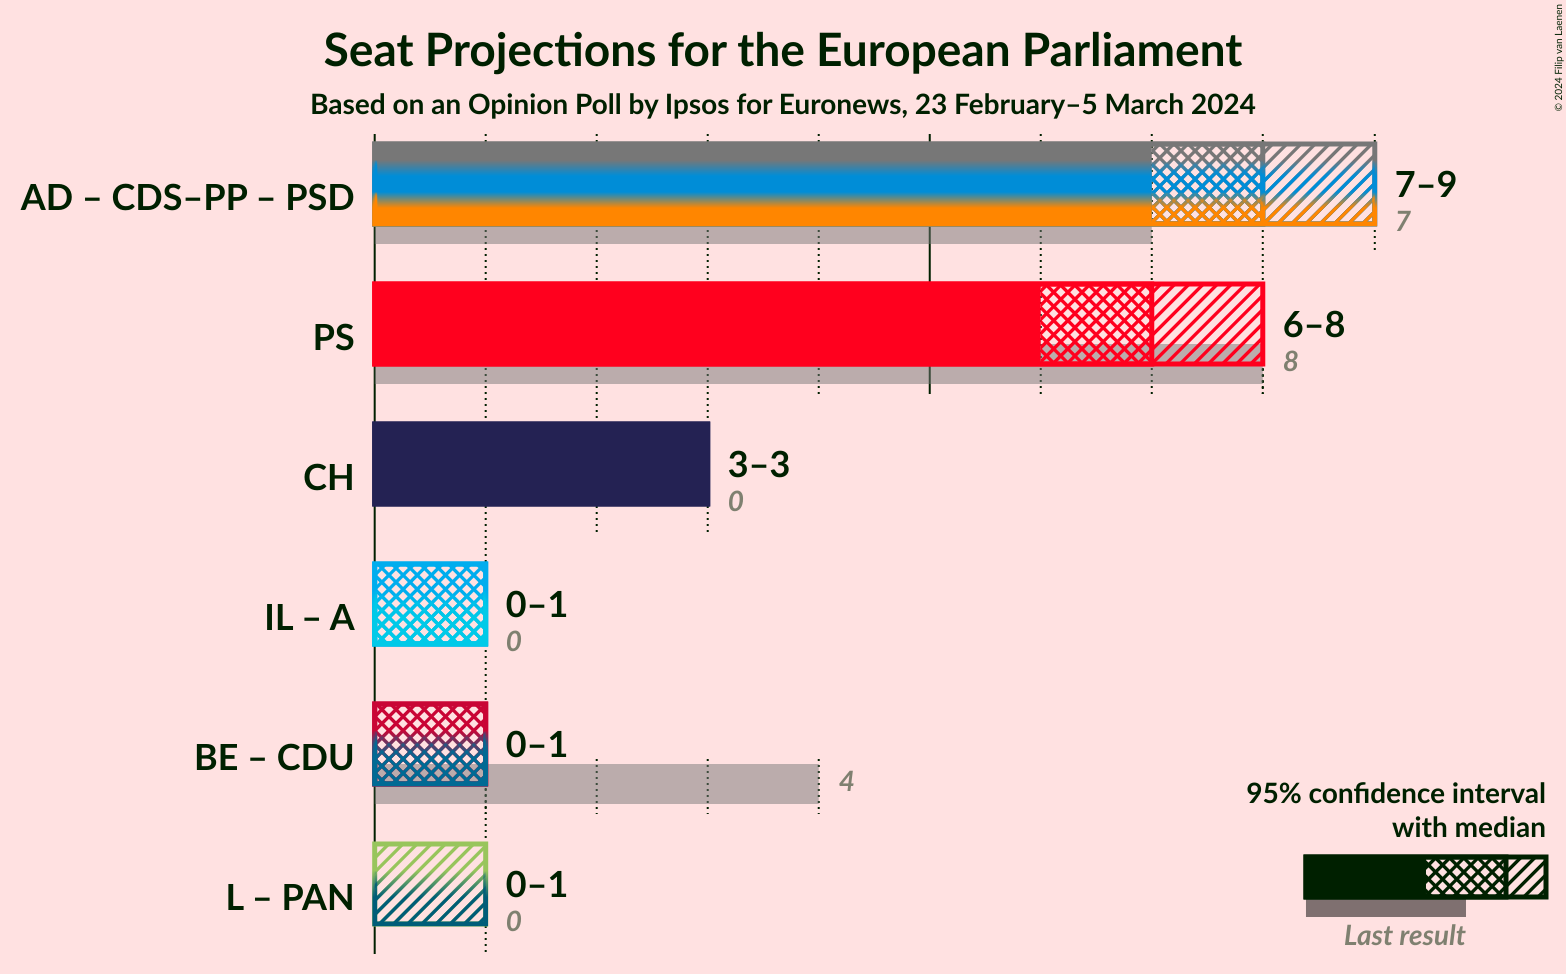 Seat Projections for the European Parliament
Based on an Opinion Poll by Ipsos for Euronews, 23 February–5 March 2024
© 2024 Filip van Laenen
AD – CDS–PP – PSD
7–9
7
PS
6–8
8
CH
3–3
0
IL – A
0–1
0
BE – CDU
0–1
4
L – PAN
0–1
0
95% confidence interval
with median
Last result